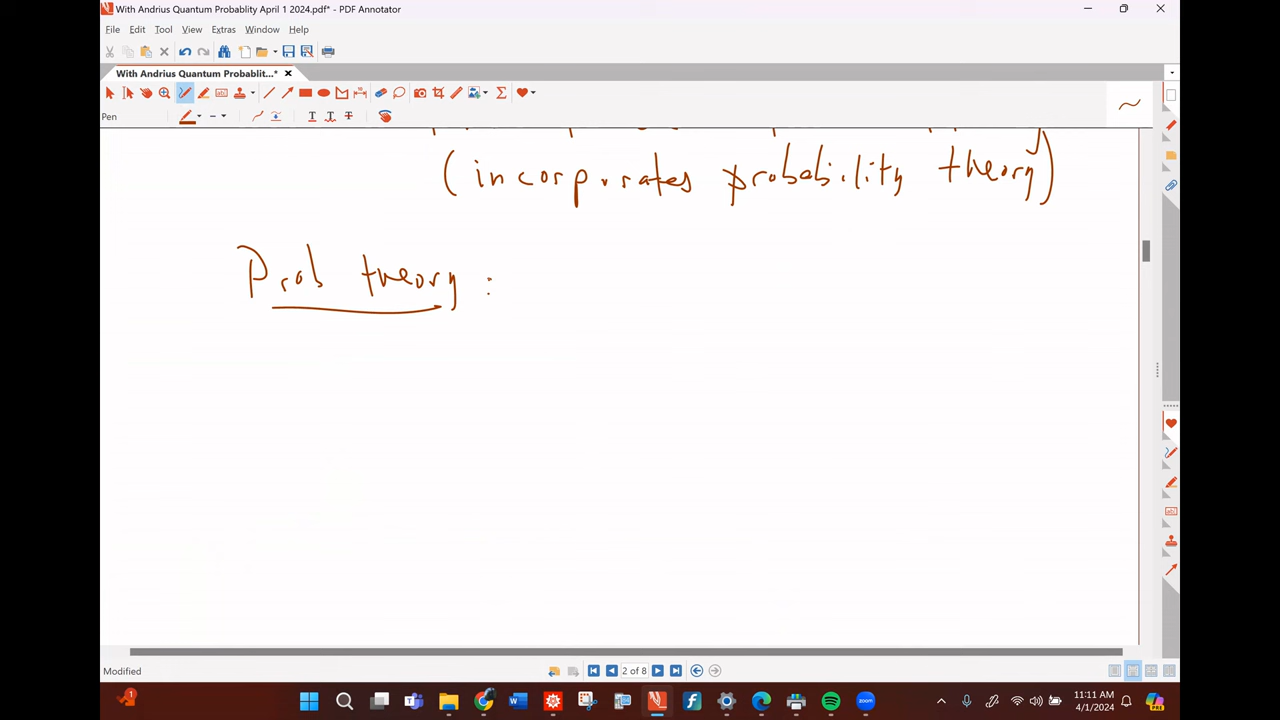 With Andrius Quantum Probablity April 1 2024.pdf* - PDF Annotator
File Edit Tool View Extras Window Help
With Andrius Quantum Probablit...*
Pen
(incorporates probability theory)
Prob theory :
Modified
2 of 8
11:11 AM
4/1/2024